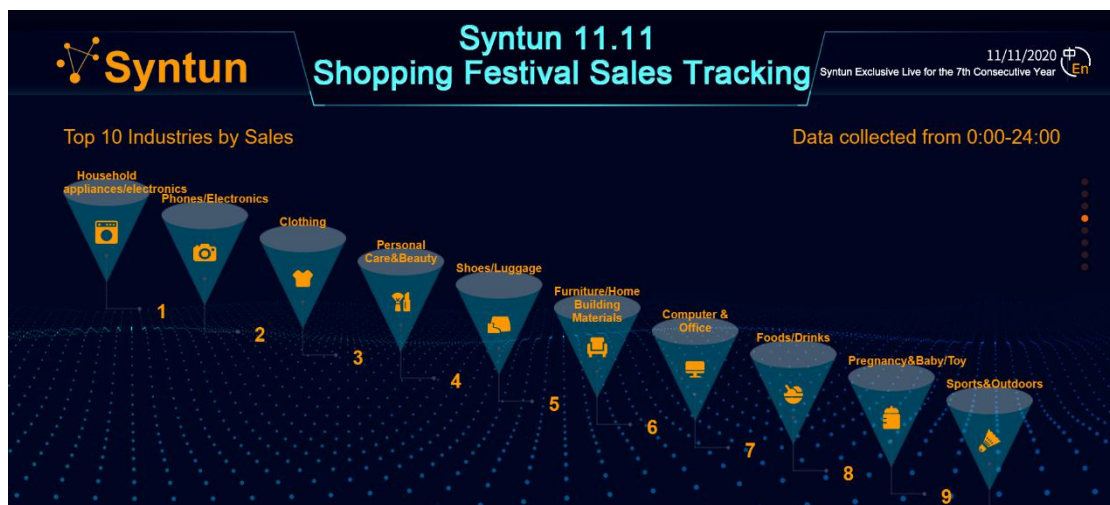 Syntun
Syntun 11.11
Shopping Festival Sales Tracking
11/11/2020
Syntun Exclusive Live for the 7th Consecutive Year
中
En
Top 10 Industries by Sales
Data collected from 0:00-24:00
Household
appliances/electronics
1
Phones/Electronics
2
Clothing
3
Personal
Care&Beauty
4
Shoes/Luggage
5
Furniture/Home
Building
Materials
6
Computer &
Office
7
Foods/Drinks
8
Pregnancy&Baby/Toy
9
Sports&Outdoors